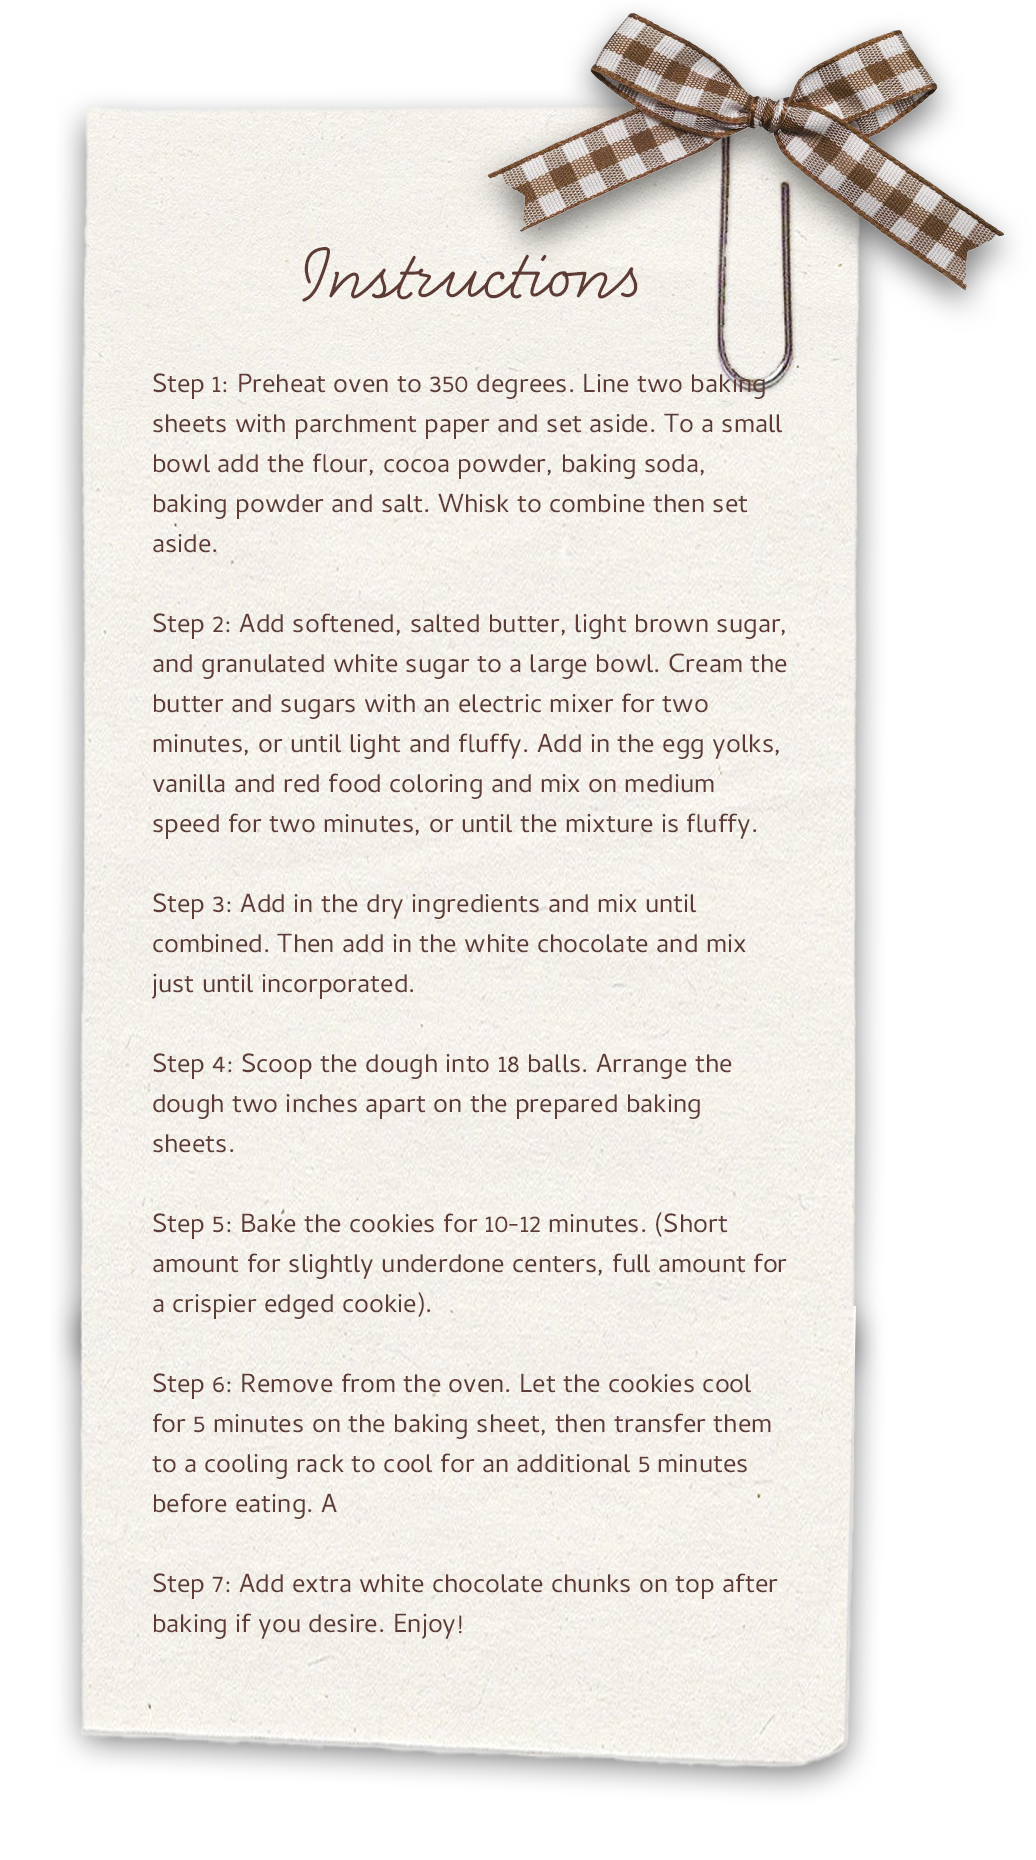 Instructions
Step 1: Preheat oven to 350 degrees. Line two baking
sheets with parchment paper and set aside. To a small
bowl add the flour, cocoa powder, baking soda,
baking powder and salt. Whisk to combine then set
aside.
Step 2: Add softened, salted butter, light brown sugar,
and granulated white sugar to a large bowl. Cream the
butter and sugars with an electric mixer for two
minutes, or until light and fluffy. Add in the egg yolks,
vanilla and red food coloring and mix on medium
speed for two minutes, or until the mixture is fluffy.
Step 3: Add in the dry ingredients and mix until
combined. Then add in the white chocolate and mix
just until incorporated.
Step 4: Scoop the dough into 18 balls. Arrange the
dough two inches apart on the prepared baking
sheets.
Step 5: Bake the cookies for 10-12 minutes. (Short
amount for slightly underdone centers, full amount for
a crispier edged cookie).
Step 6: Remove from the oven. Let the cookies cool
for 5 minutes on the baking sheet, then transfer them
to a cooling rack to cool for an additional 5 minutes
before eating. A
Step 7: Add extra white chocolate chunks on top after
baking if you desire. Enjoy!